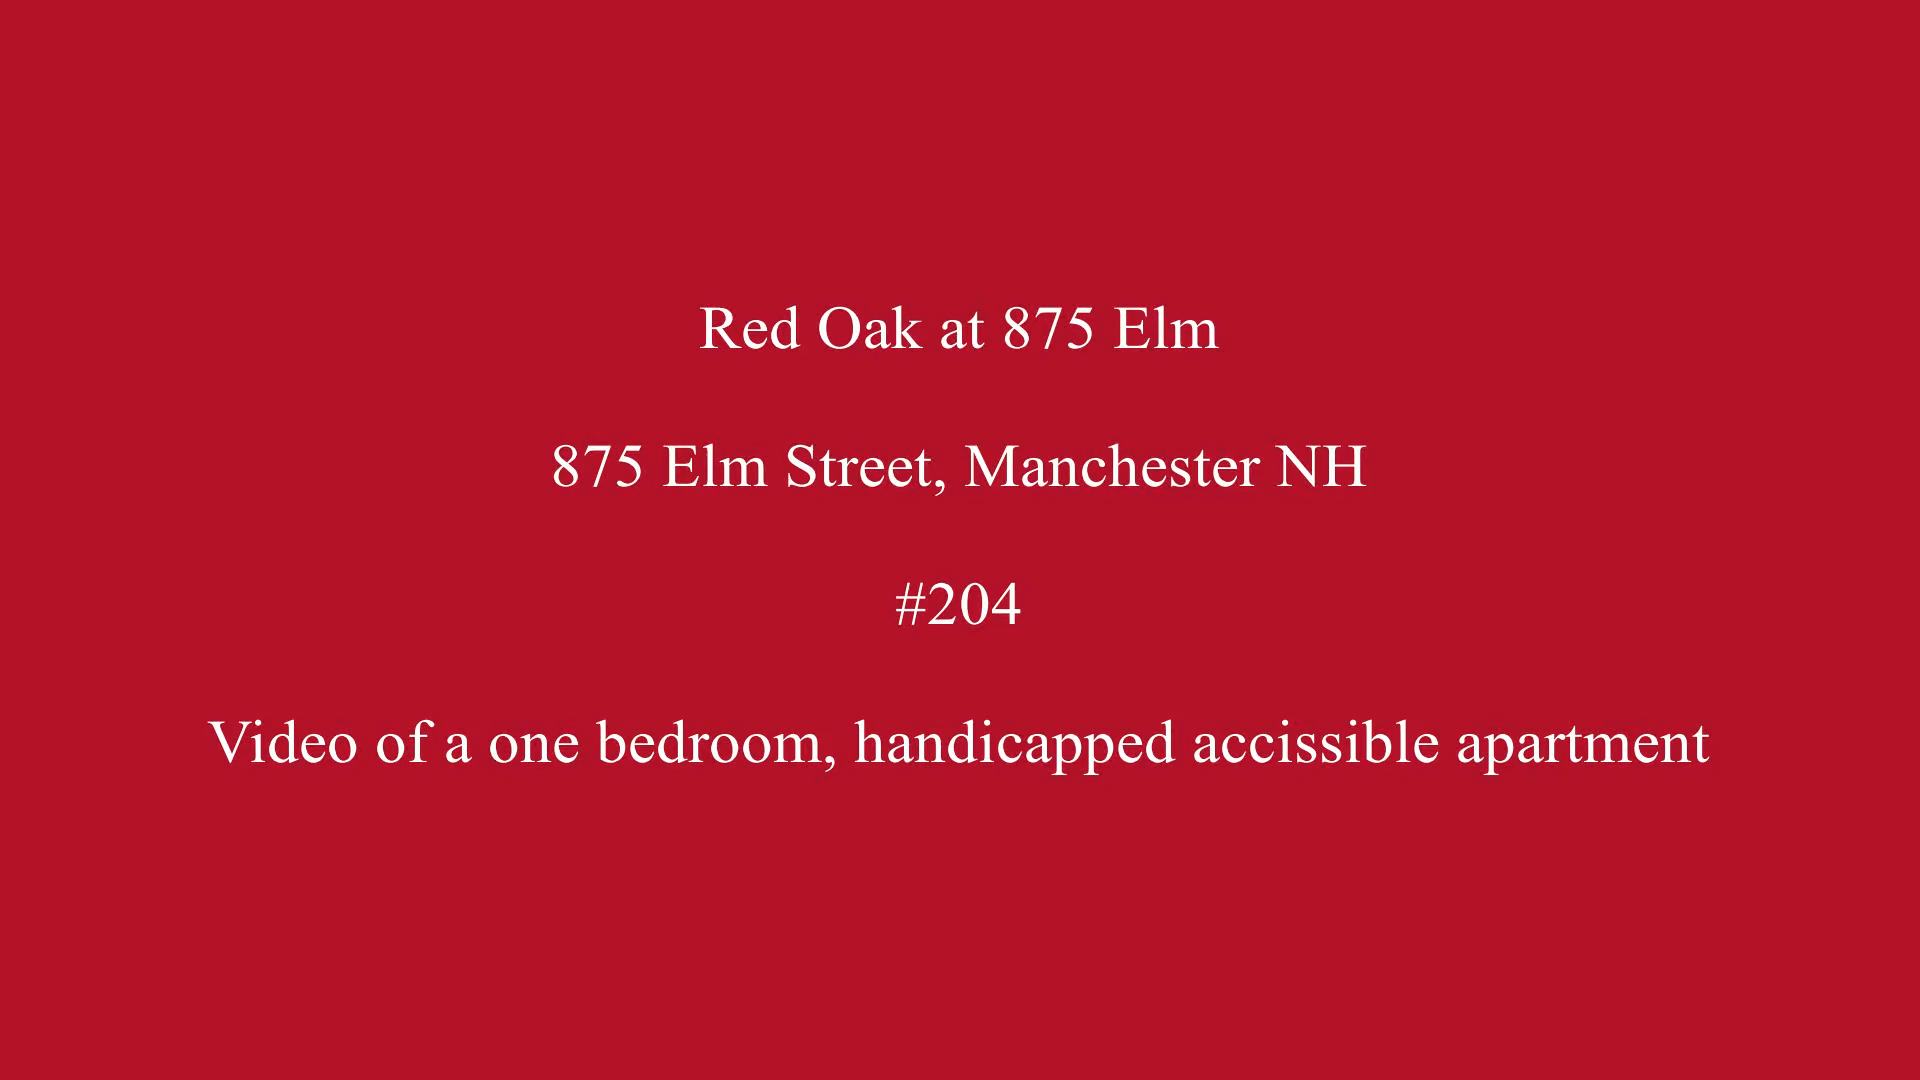 Red Oak at 875 Elm
875 Elm Street, Manchester NH
#204
Video of a one bedroom, handicapped accissible apartment